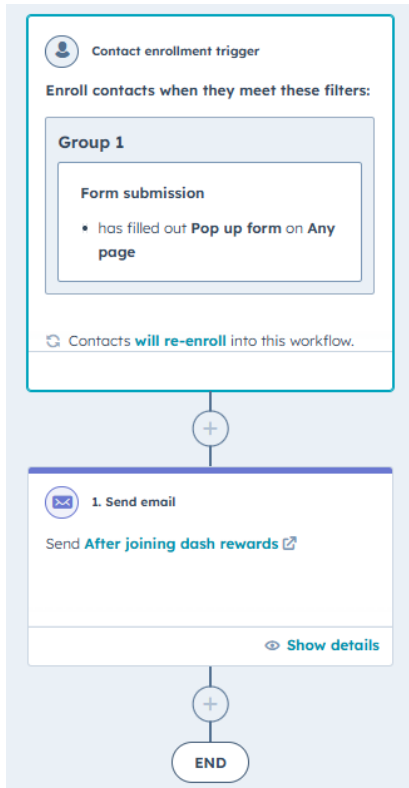 Contact enrollment trigger
Enroll contacts when they meet these filters:
Group 1
Form submission
• has filled out Pop up form on Any
page
Contacts will re-enroll into this workflow.
1. Send email
Send After joining dash rewards
Show details
END